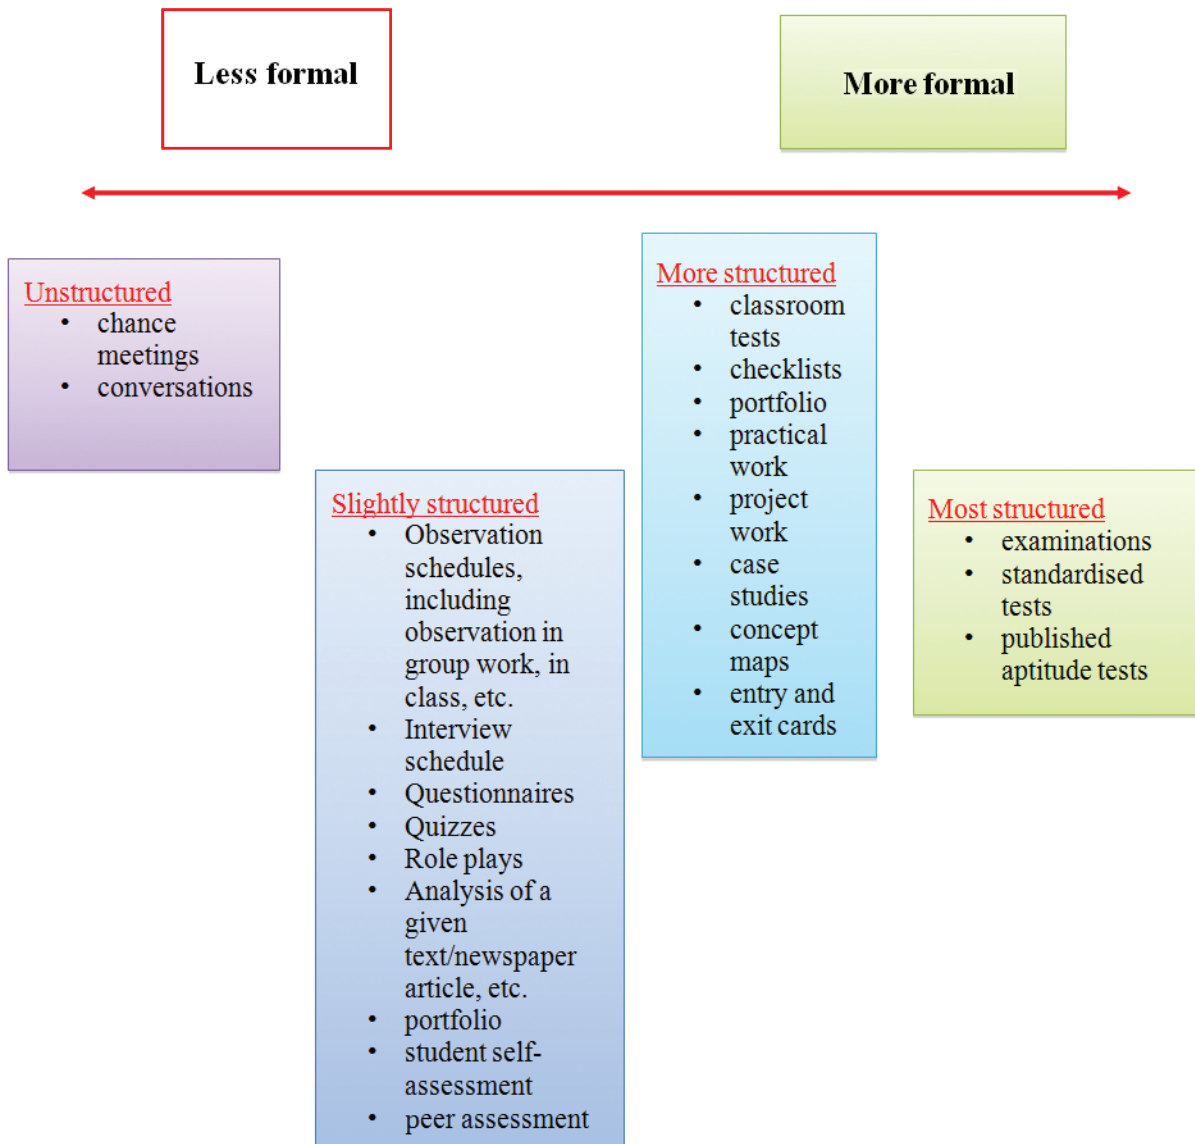 Less formal
More formal
Unstructured
• chance
meetings
• conversations
Slightly structured
• Observation
schedules,
including
observation in
group work, in
class, etc.
• Interview
schedule
• Questionnaires
• Quizzes
• Role plays
• Analysis of a
given
text/newspaper
article, etc.
• portfolio
• student self-
assessment
• peer assessment
More structured
• classroom
tests
• checklists
• portfolio
• practical
work
• project
work
• case
studies
• concept
maps
• entry and
exit cards
Most structured
• examinations
• standardised
tests
• published
aptitude tests